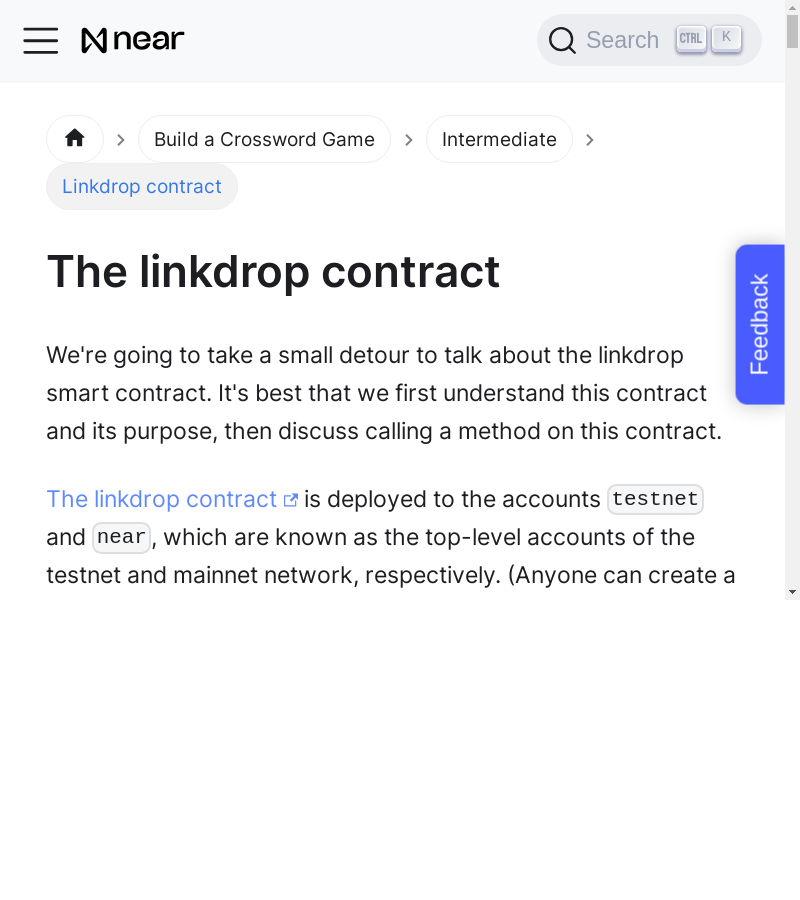 near
Search CTRL K
Build a Crossword Game Intermediate
Linkdrop contract
The linkdrop contract
Feedback
We're going to take a small detour to talk about the linkdrop
smart contract. It's best that we first understand this contract
and its purpose, then discuss calling a method on this contract.
The linkdrop contract is deployed to the accounts testnet
and near, which are known as the top-level accounts of the
testnet and mainnet network, respectively. (Anyone can create a